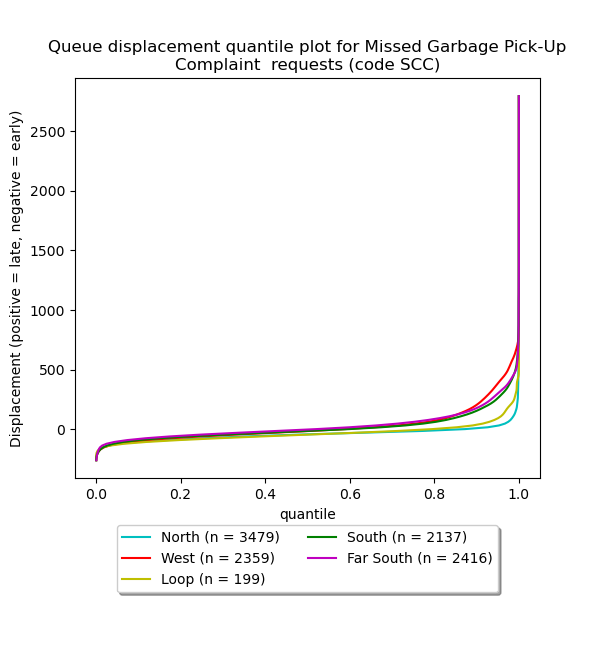 Queue displacement quantile plot for Missed Garbage Pick-Up
Complaint  requests (code SCC)
Displacement (positive = late, negative = early)
2500
2000
1500
1000
500
0
0.0 0.2 0.4 0.6 0.8 1.0
quantile
North (n = 3479)
West (n = 2359)
Loop (n = 199)
South (n = 2137)
Far South (n = 2416)